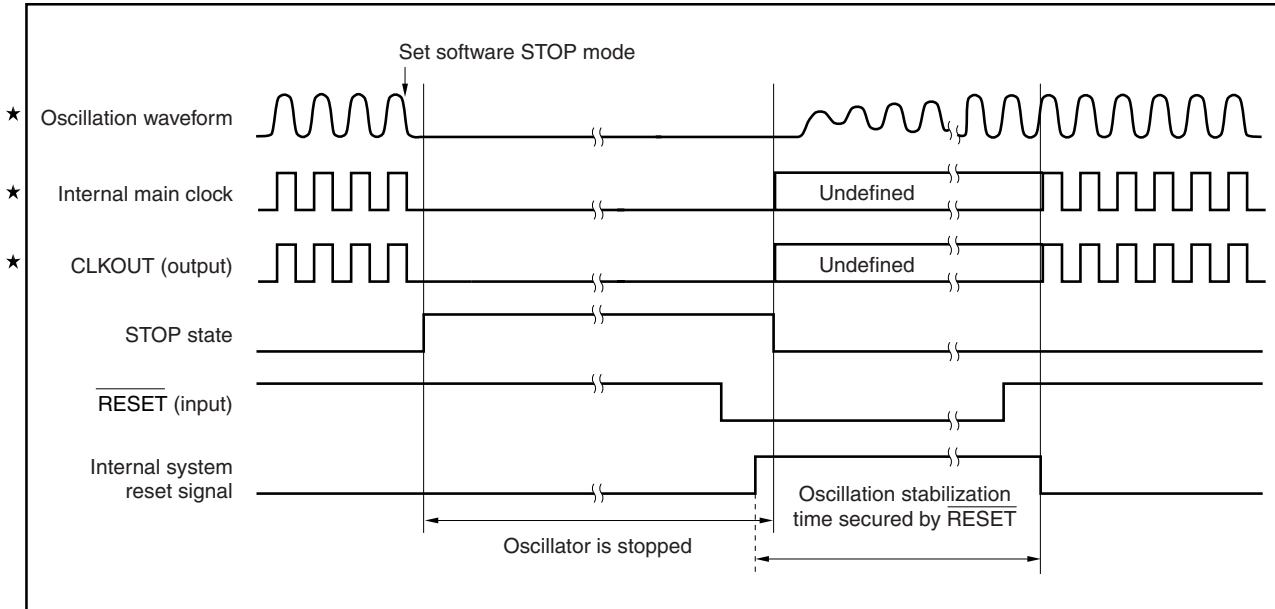 Set software STOP mode
★ Oscillation waveform
★ Internal main clock
Undefined
★ CLKOUT (output)
Undefined
STOP state
RESET (input)
Internal system
reset signal
Oscillation stabilization
time secured by RESET
Oscillator is stopped